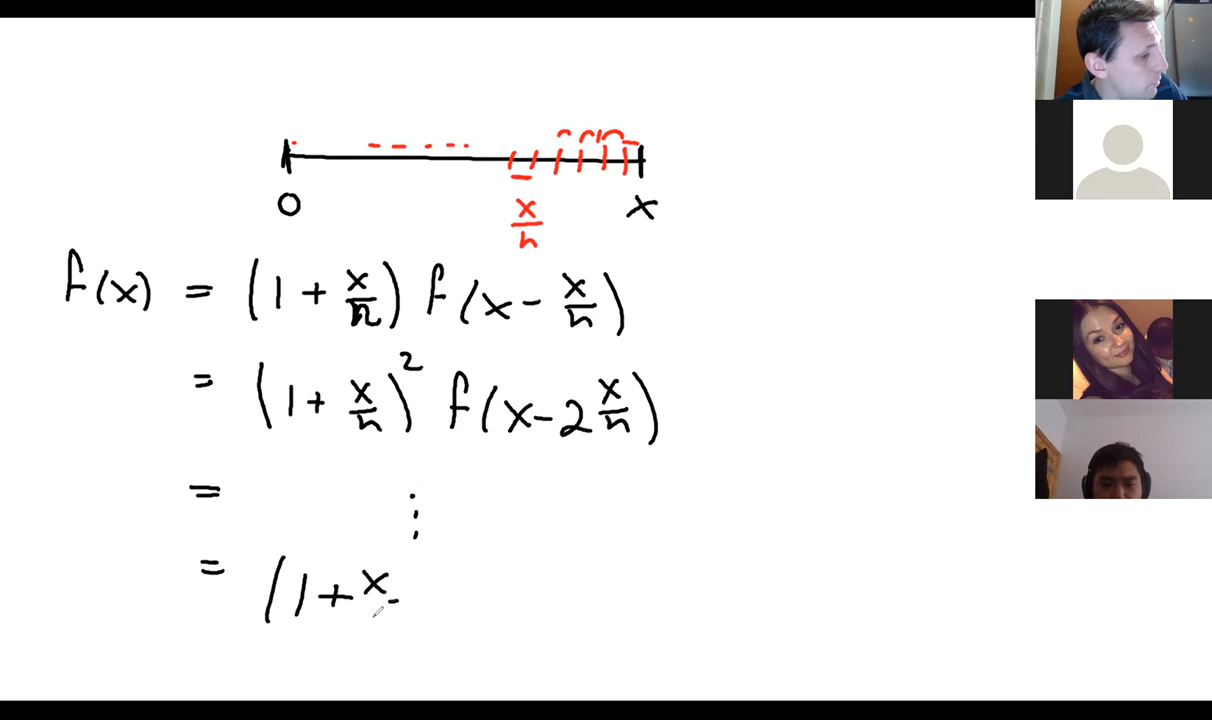 0 x/n x
f(x) = (1 + x/n) f(x - x/n)
= (1 + x/n)² f(x - 2 x/n)
= ⋮
= (1 + x